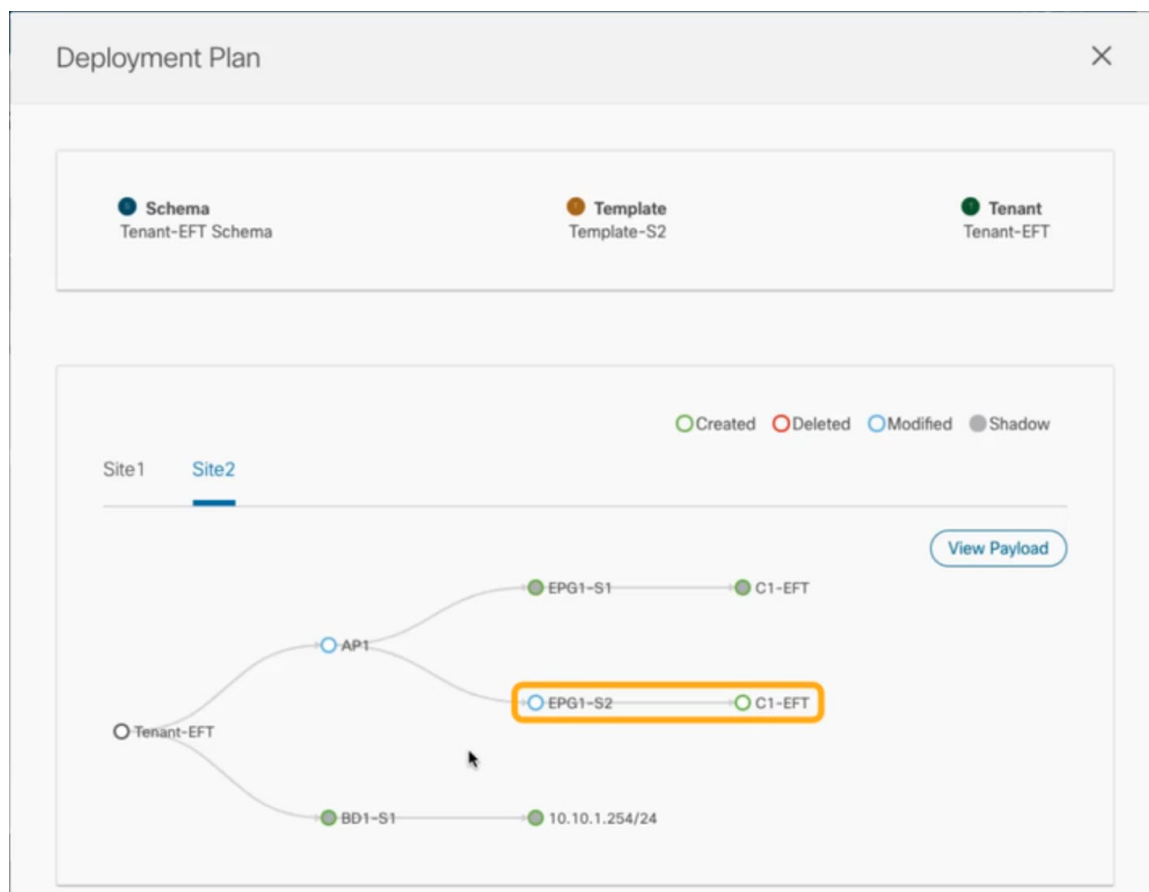 Deployment Plan
Schema
Tenant-EFT Schema
Template
Template-S2
Tenant
Tenant-EFT
Created Deleted Modified Shadow
Site1 Site2
View Payload
EPG1-S1 C1-EFT
AP1
EPG1-S2 C1-EFT
Tenant-EFT
BD1-S1 10.10.1.254/24